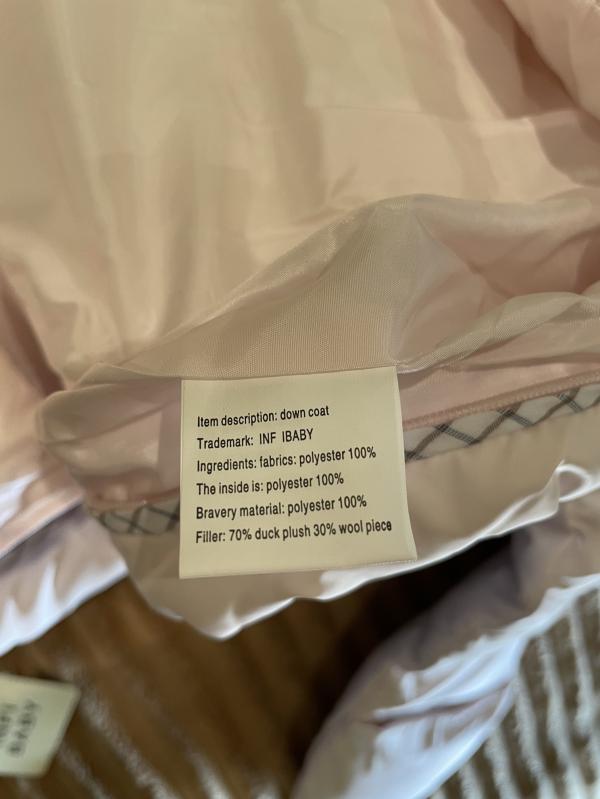 Item description: down coat
Trademark: INF IBABY
Ingredients: fabrics: polyester 100%
The inside is: polyester 100%
Bravery material: polyester 100%
Filler: 70% duck plush 30% wool piece
BABY